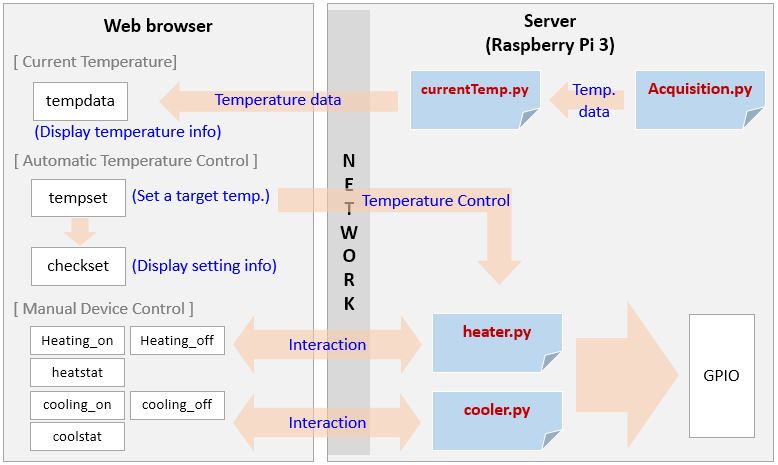 Web browser
Server
(Raspberry Pi 3)
[ Current Temperature]
tempdata
Temperature data
currentTemp.py
Temp.
data
Acquisition.py
(Display temperature info)
[ Automatic Temperature Control ]
NETWORK
tempset
(Set a target temp.)
Temperature Control
checkset
(Display setting info)
[ Manual Device Control ]
Heating_on
Heating_off
heatstat
Interaction
heater.py
cooling_on
cooling_off
coolstat
Interaction
cooler.py
GPIO